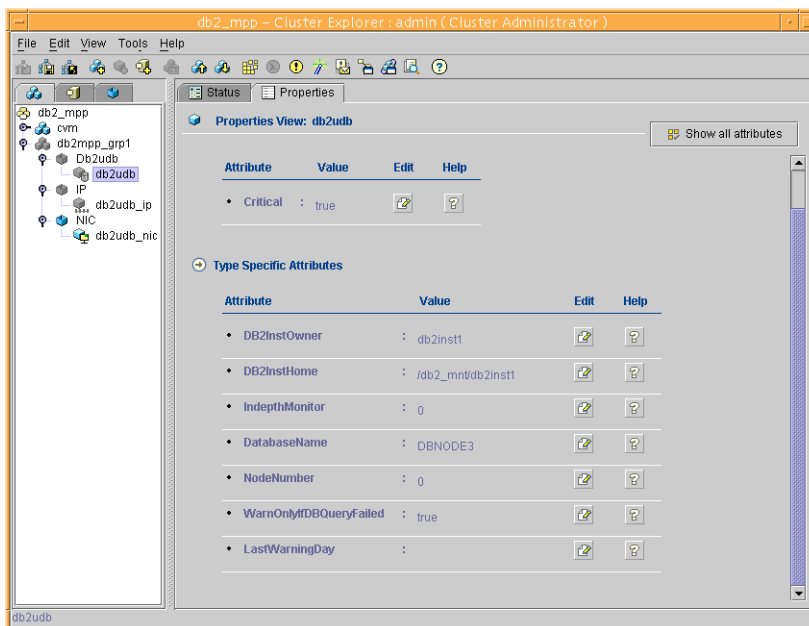 db2_mpp – Cluster Explorer : admin ( Cluster Administrator )
File Edit View Tools Help
Status Properties
db2_mpp
cvm
db2mpp_grp1
Db2udb
db2udb
IP
db2udb_ip
NIC
db2udb_nic
Properties View: db2udb
Show all attributes
Attribute Value Edit Help
• Critical : true
Type Specific Attributes
Attribute Value Edit Help
• DB2InstOwner : db2inst1
• DB2InstHome : /db2_mnt/db2inst1
• IndepthMonitor : 0
• DatabaseName : DBNODE3
• NodeNumber : 0
• WarnOnlyIfDBQueryFailed : true
• LastWarningDay :
db2udb